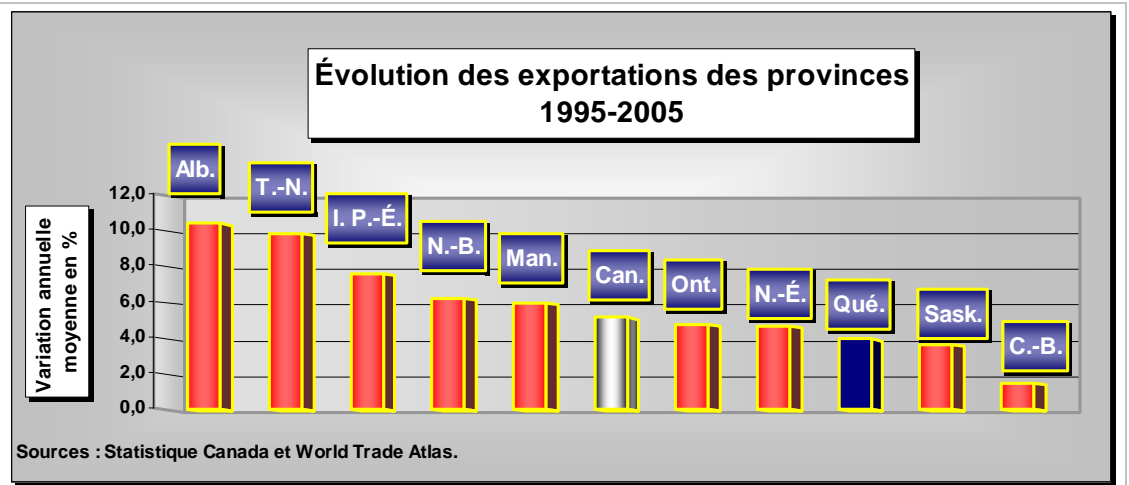 Évolution des exportations des provinces
1995-2005
Alb.
T.-N.
I. P.-É.
N.-B.
Man.
Can.
Ont.
N.-É.
Qué.
Sask.
C.-B.
Variation annuelle
moyenne en %
12,0
10,0
8,0
6,0
4,0
2,0
0,0
Sources : Statistique Canada et World Trade Atlas.